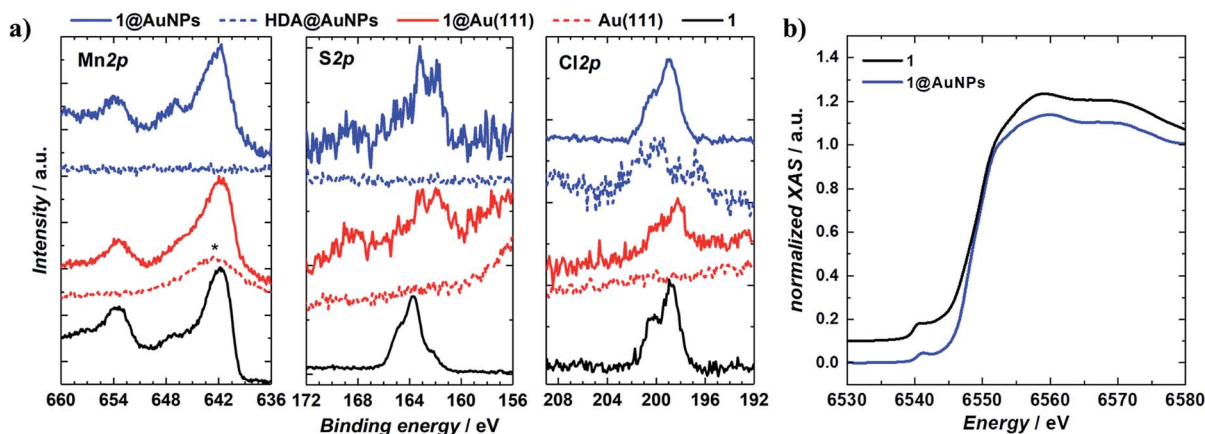 1@AuNPs HDA@AuNPs 1@Au(111) Au(111) 1
a)
Mn2p
S2p
Cl2p
*
Intensity / a.u.
660 654 648 642 636
172 168 164 160 156
208 204 200 196 192
Binding energy / eV
b)
1
1@AuNPs
normalized XAS / a.u.
1.4
1.2
1.0
0.8
0.6
0.4
0.2
0.0
6530 6540 6550 6560 6570 6580
Energy / eV